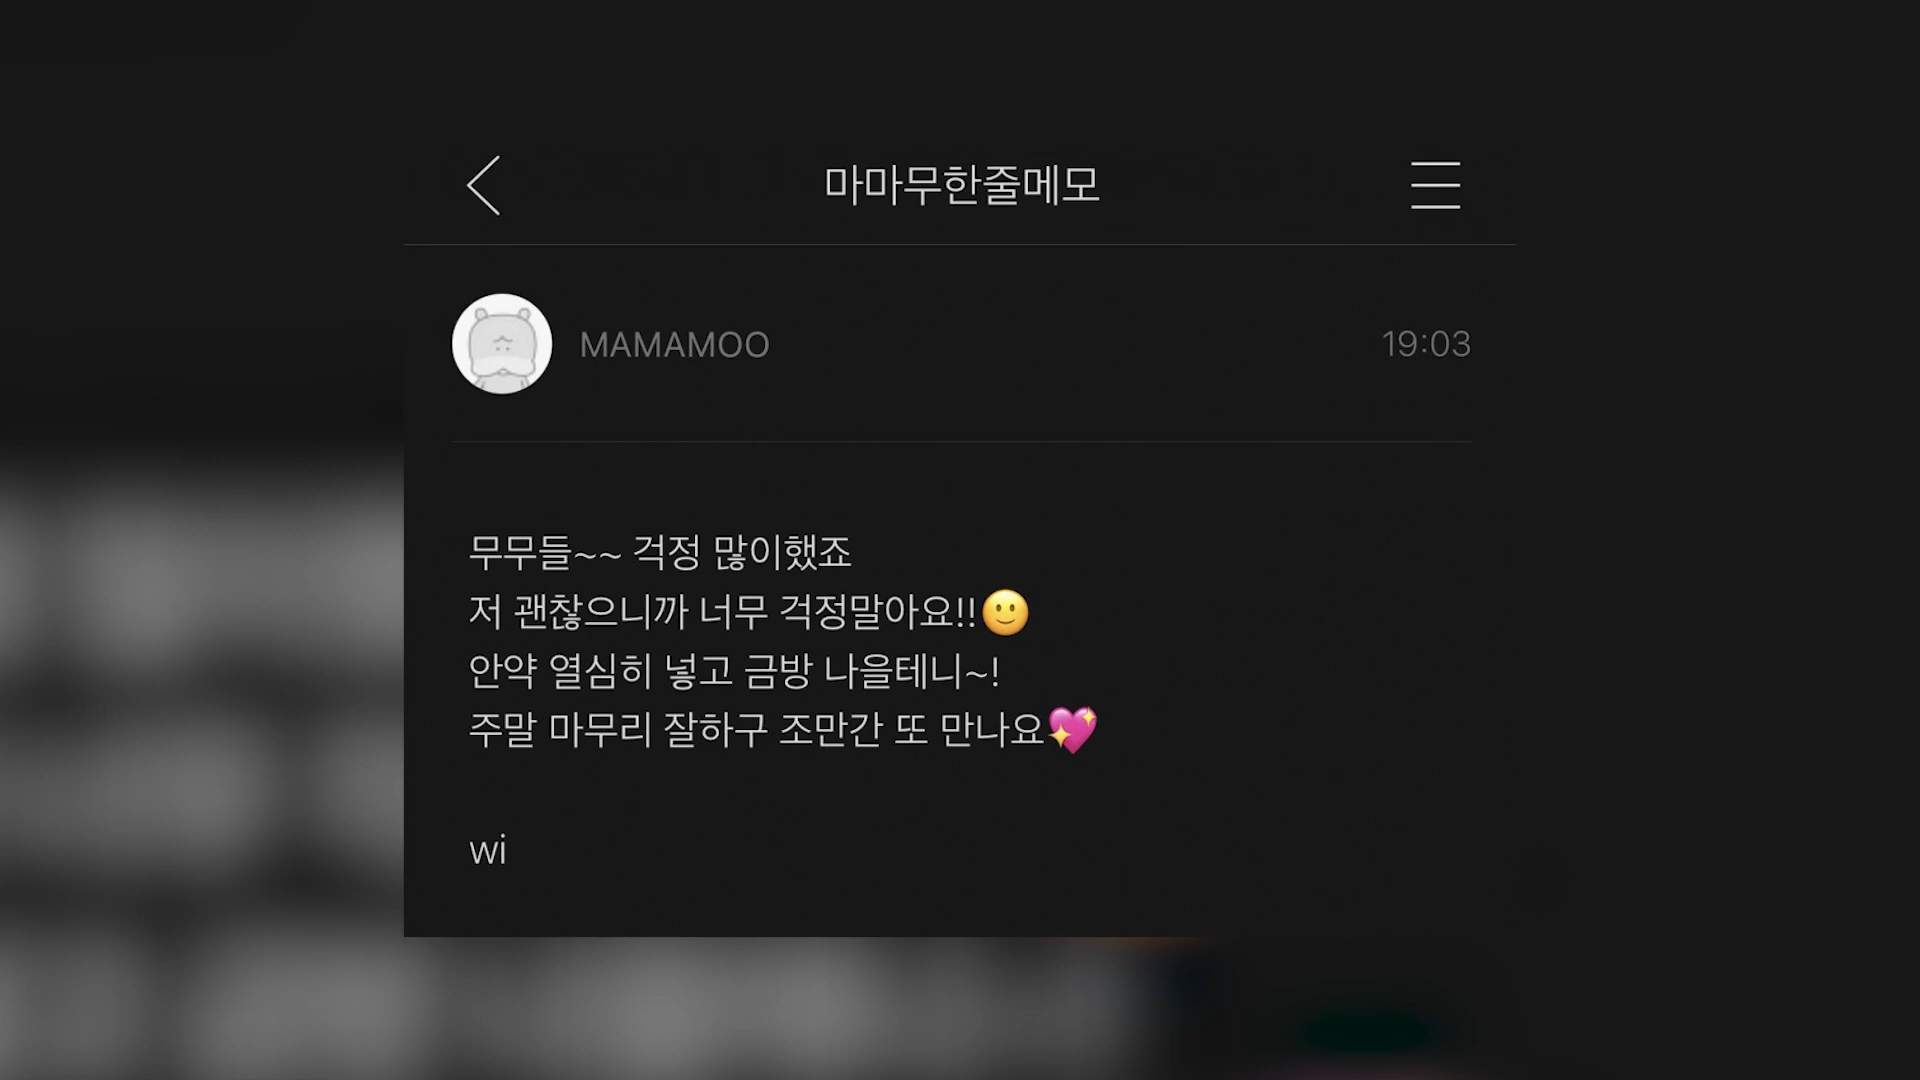 마마무한줄메모
MAMAMOO 19:03
무무들~~ 걱정 많이했죠
저 괜찮으니까 너무 걱정말아요!!🙂
안약 열심히 넣고 금방 나을테니~!
주말 마무리 잘하구 조만간 또 만나요💖
wi